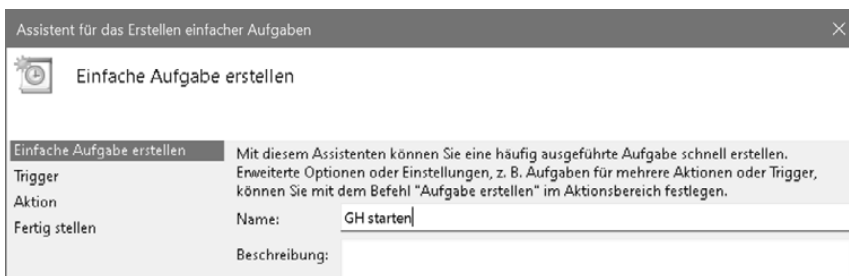 Assistent für das Erstellen einfacher Aufgaben
Einfache Aufgabe erstellen
Einfache Aufgabe erstellen
Trigger
Aktion
Fertig stellen
Mit diesem Assistenten können Sie eine häufig ausgeführte Aufgabe schnell erstellen.
Erweiterte Optionen oder Einstellungen, z. B. Aufgaben für mehrere Aktionen oder Trigger,
können Sie mit dem Befehl "Aufgabe erstellen" im Aktionsbereich festlegen.
Name: GH starten
Beschreibung: